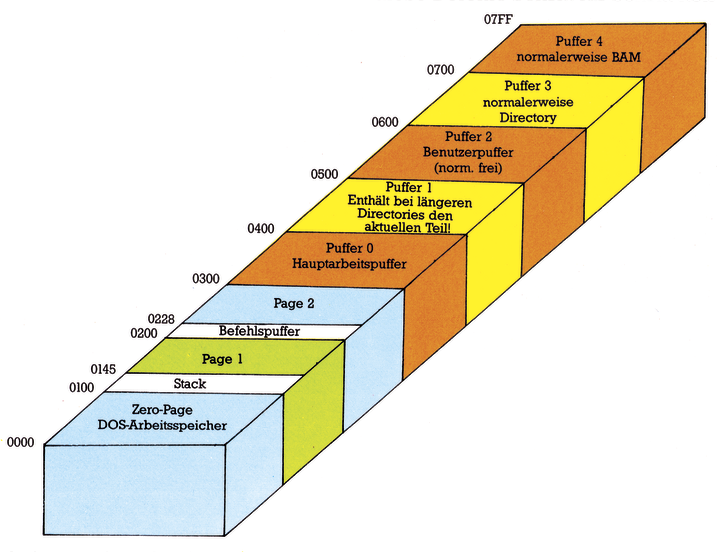 07FF
Puffer 4
normalerweise BAM
0700
Puffer 3
normalerweise
Directory
0600
Puffer 2
Benutzerpuffer
(norm. frei)
0500
Puffer 1
Enthält bei längeren
Directories den
aktuellen Teil!
0400
Puffer 0
Hauptarbeitspuffer
0300
Page 2
0228
Befehlspuffer
0200
Page 1
0145
Stack
0100
Zero-Page
DOS-Arbeitsspeicher
0000